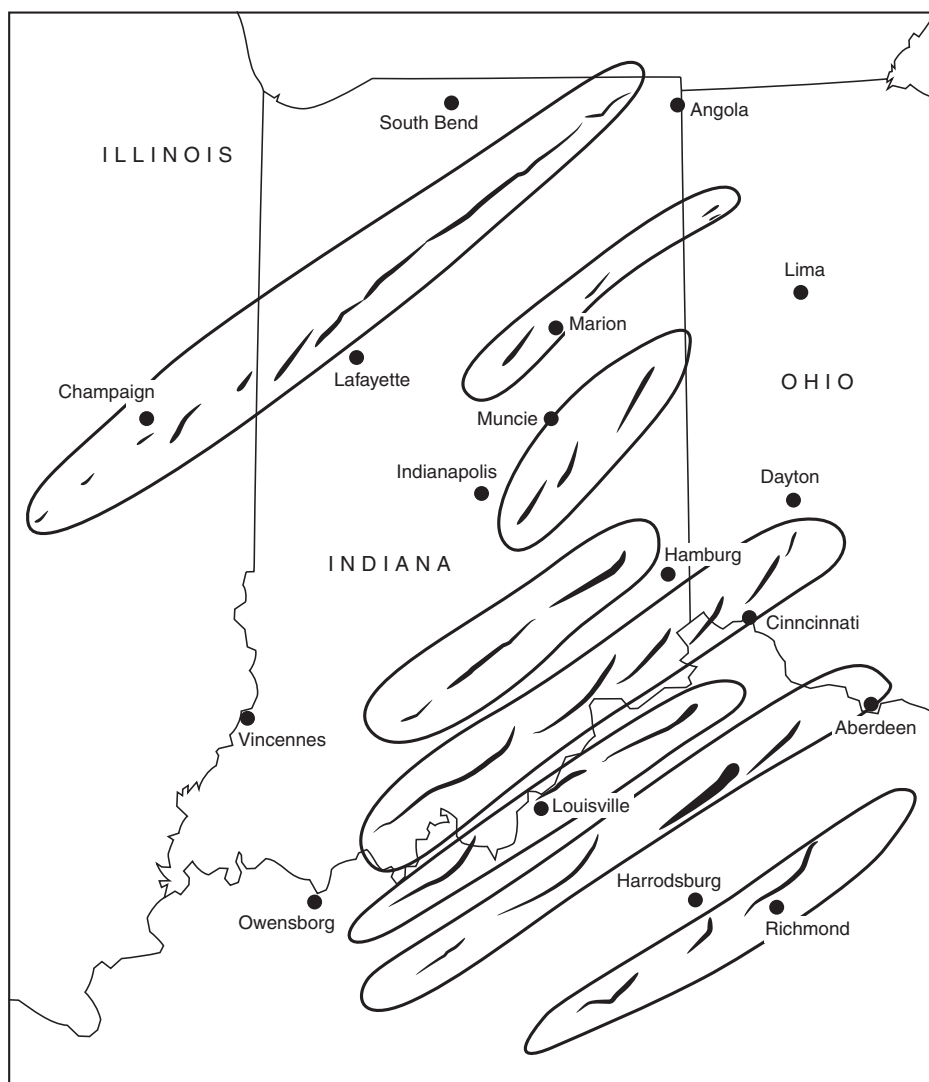 South Bend
Angola
ILLINOIS
Lima
Marion
Lafayette
OHIO
Champaign
Muncie
Indianapolis
Dayton
INDIANA
Hamburg
Cinncinnati
Vincennes
Aberdeen
Louisville
Harrodsburg
Owensborg
Richmond